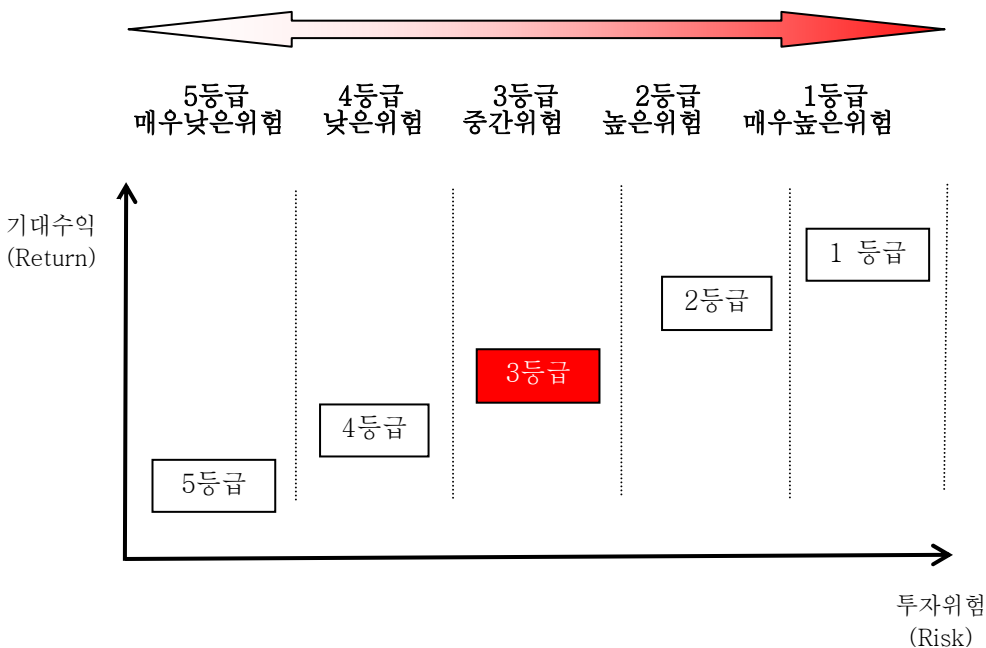 5등급
매우낮은위험
4등급
낮은위험
3등급
중간위험
2등급
높은위험
1등급
매우높은위험
기대수익
(Return)
1 등급
2등급
3등급
4등급
5등급
투자위험
(Risk)